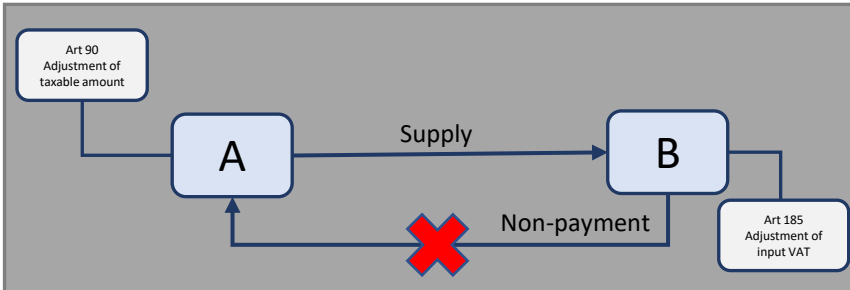 Art 90
Adjustment of
taxable amount
A
Supply
B
Non-payment
Art 185
Adjustment of
input VAT